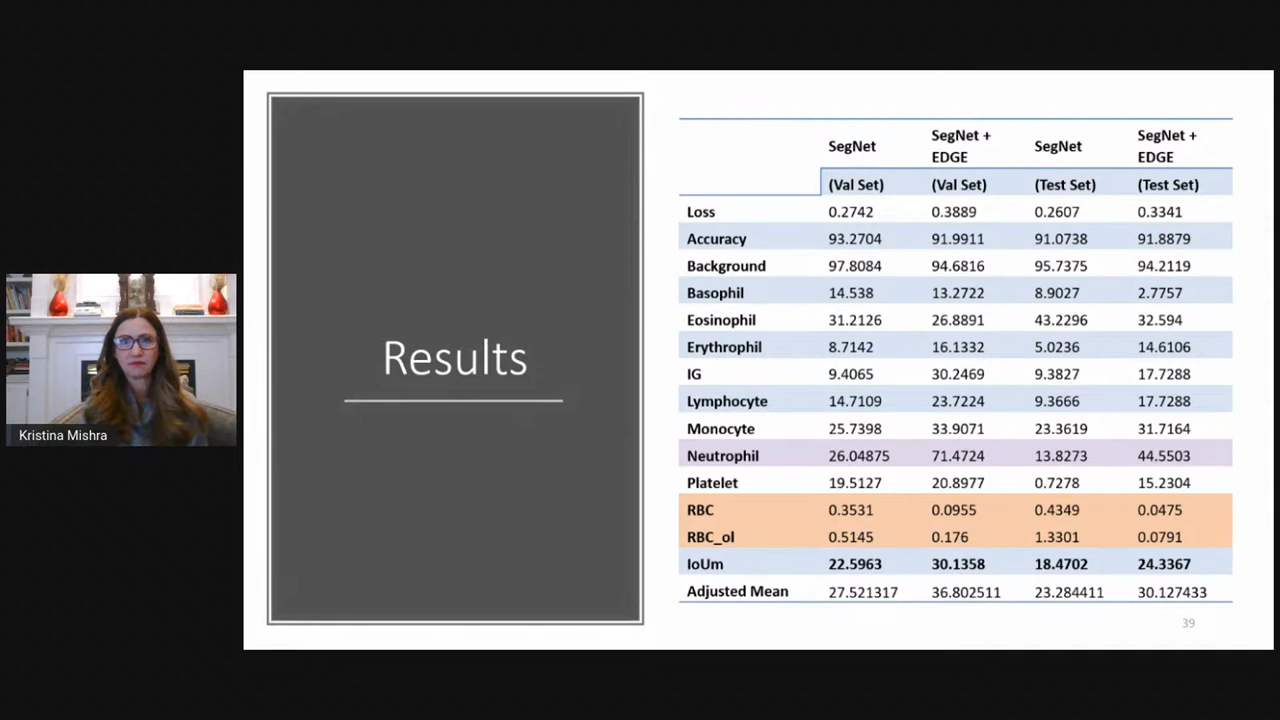 Kristina Mishra
Results
SegNet SegNet + EDGE SegNet SegNet + EDGE
(Val Set) (Val Set) (Test Set) (Test Set)
Loss 0.2742 0.3889 0.2607 0.3341
Accuracy 93.2704 91.9911 91.0738 91.8879
Background 97.8084 94.6816 95.7375 94.2119
Basophil 14.538 13.2722 8.9027 2.7757
Eosinophil 31.2126 26.8891 43.2296 32.594
Erythrophil 8.7142 16.1332 5.0236 14.6106
IG 9.4065 30.2469 9.3827 17.7288
Lymphocyte 14.7109 23.7224 9.3666 17.7288
Monocyte 25.7398 33.9071 23.3619 31.7164
Neutrophil 26.04875 71.4724 13.8273 44.5503
Platelet 19.5127 20.8977 0.7278 15.2304
RBC 0.3531 0.0955 0.4349 0.0475
RBC_ol 0.5145 0.176 1.3301 0.0791
IoUm 22.5963 30.1358 18.4702 24.3367
Adjusted Mean 27.521317 36.802511 23.284411 30.127433
39